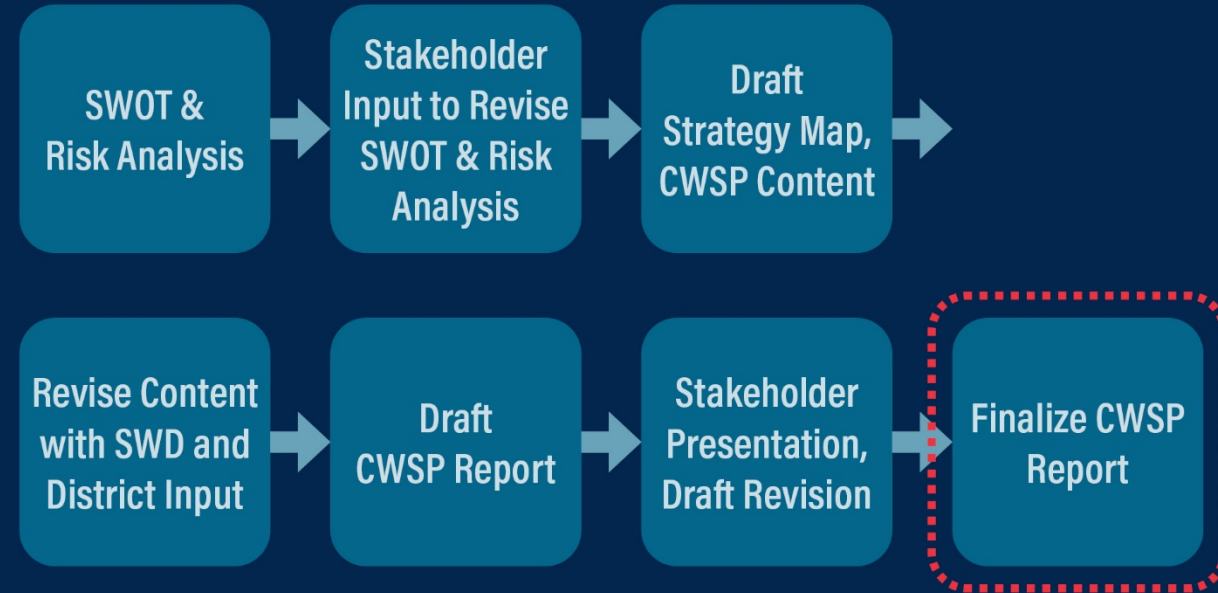 SWOT &
Risk Analysis
Stakeholder
Input to Revise
SWOT & Risk
Analysis
Draft
Strategy Map,
CWSP Content
Revise Content
with SWD and
District Input
Draft
CWSP Report
Stakeholder
Presentation,
Draft Revision
Finalize CWSP
Report